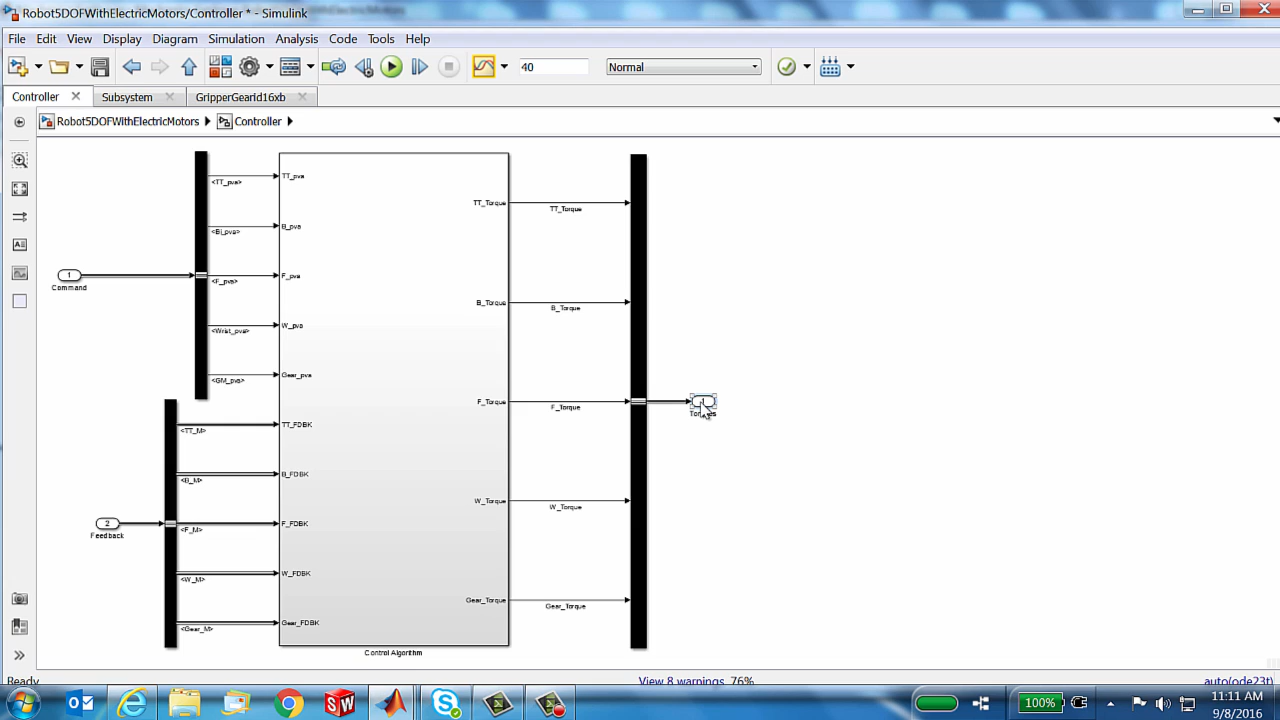 Robot5DOFWithElectricMotors/Controller * - Simulink
File Edit View Display Diagram Simulation Analysis Code Tools Help
40
Normal
Controller
Subsystem
GripperGearid16xb
Robot5DOFWithElectricMotors
Controller
<TT_pva>
TT_pva
TT_Torque
TT_Torque
<Bi_pva>
B_pva
1
Command
<F_pva>
F_pva
B_Torque
B_Torque
<Wrist_pva>
W_pva
<GM_pva>
Gear_pva
F_Torque
F_Torque
<TT_M>
TT_FDBK
<B_M>
B_FDBK
W_Torque
W_Torque
2
Feedback
<F_M>
F_FDBK
<W_M>
W_FDBK
Gear_Torque
Gear_Torque
<Gear_M>
Gear_FDBK
Control Algorithm
Ready
View 8 warnings
76%
auto(ode23t)
100%
11:11 AM
9/8/2016